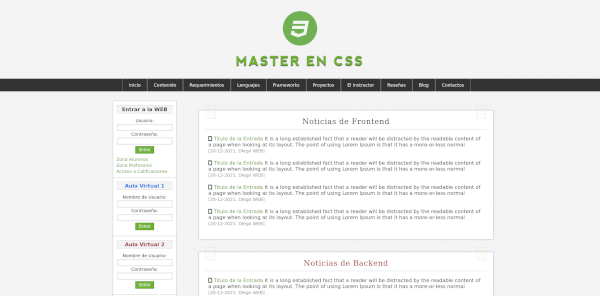 MASTER EN CSS
Inicio
Contenido
Requerimientos
Lenguajes
Frameworks
Proyectos
El Instructor
Reseñas
Blog
Contactos
Entrar a la WEB
Usuario:
Contraseña:
Entrar
Zona Alumnos
Zona Profesores
Acceso a Calificaciones
Aula Virtual 1
Nombre de Usuario:
Contraseña:
Entrar
Aula Virtual 2
Nombre de Usuario:
Contraseña:
Entrar
Noticias de Frontend
Título de la Entrada It is a long established fact that a reader will be distracted by the readable content of
a page when looking at its layout. The point of using Lorem Ipsum is that it has a more-or-less normal
[20-12-2021. Diego WEB]
Título de la Entrada It is a long established fact that a reader will be distracted by the readable content of
a page when looking at its layout. The point of using Lorem Ipsum is that it has a more-or-less normal
[20-12-2021. Diego WEB]
Título de la Entrada It is a long established fact that a reader will be distracted by the readable content of
a page when looking at its layout. The point of using Lorem Ipsum is that it has a more-or-less normal
[20-12-2021. Diego WEB]
Título de la Entrada It is a long established fact that a reader will be distracted by the readable content of
a page when looking at its layout. The point of using Lorem Ipsum is that it has a more-or-less normal
[20-12-2021. Diego WEB]
Noticias de Backend
Título de la Entrada It is a long established fact that a reader will be distracted by the readable content of
a page when looking at its layout. The point of using Lorem Ipsum is that it has a more-or-less normal